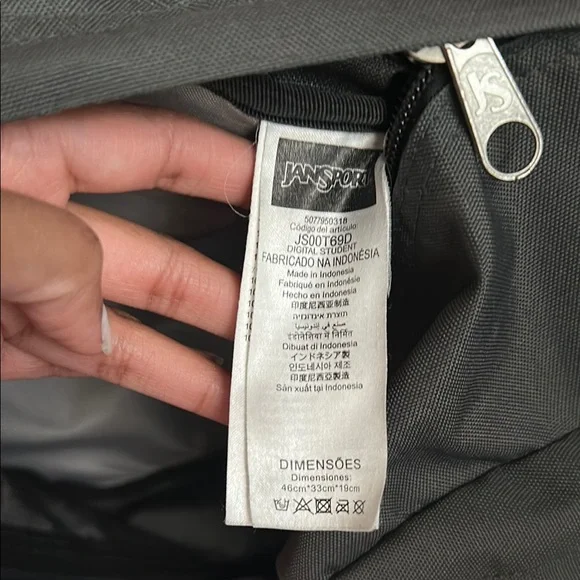 JS
JANSPORT
5077950318
Código del artículo:
JS00T69D
DIGITAL STUDENT
FABRICADO NA INDONÉSIA
Made in Indonesia
Fabriqué en Indonésie
Hecho en Indonesia
印度尼西亚制造
תוצרת אינדונזיה
صنع في إندونيسيا
इंडोनेशिया में निर्मित
Dibuat di Indonesia
インドネシア製
인도네시아 제조
印度尼西亞製造
Sản xuất tại Indonesia
DIMENSÕES
Dimensiones:
46cm*33cm*19cm